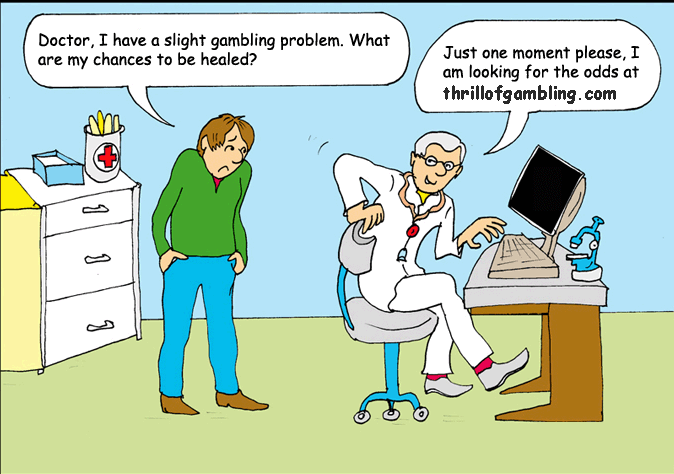 Doctor, I have a slight gambling problem. What
are my chances to be healed?
Just one moment please, I
am looking for the odds at
thrillofgambling.com